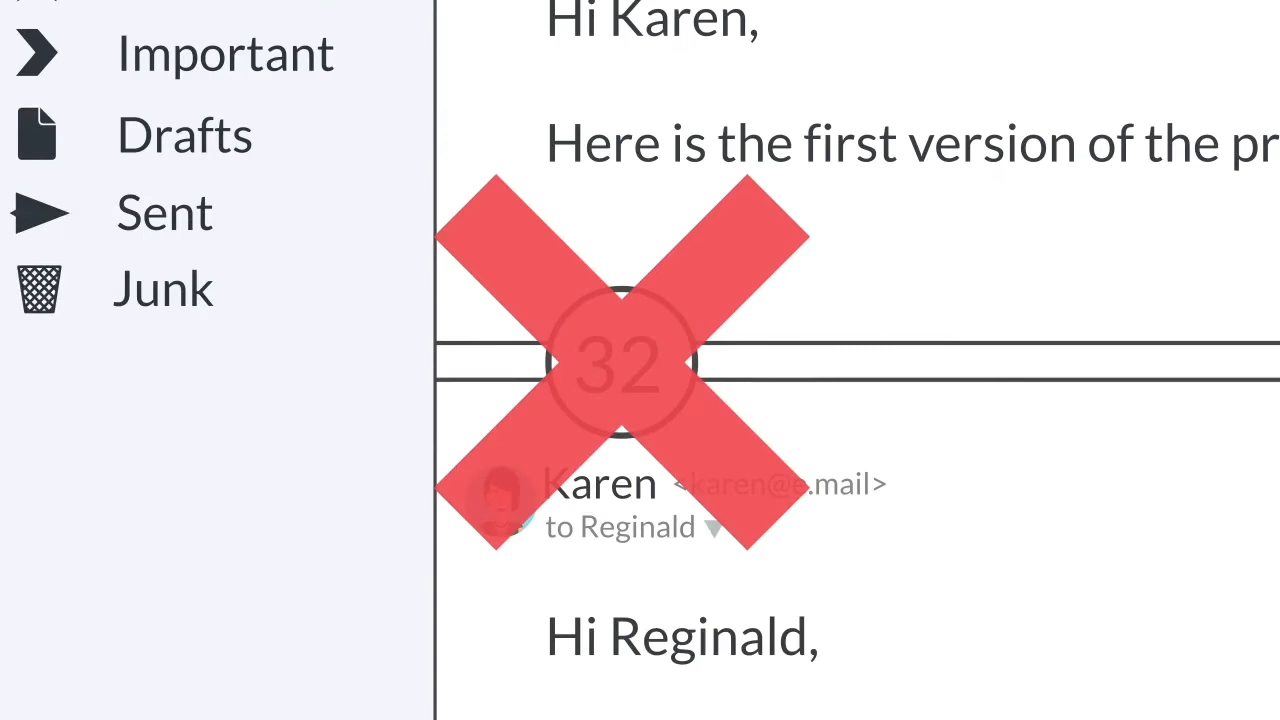 Important
Drafts
Sent
Junk
Hi Karen,
Here is the first version of the pr
32
Karen <karen@e.mail>
to Reginald
Hi Reginald,